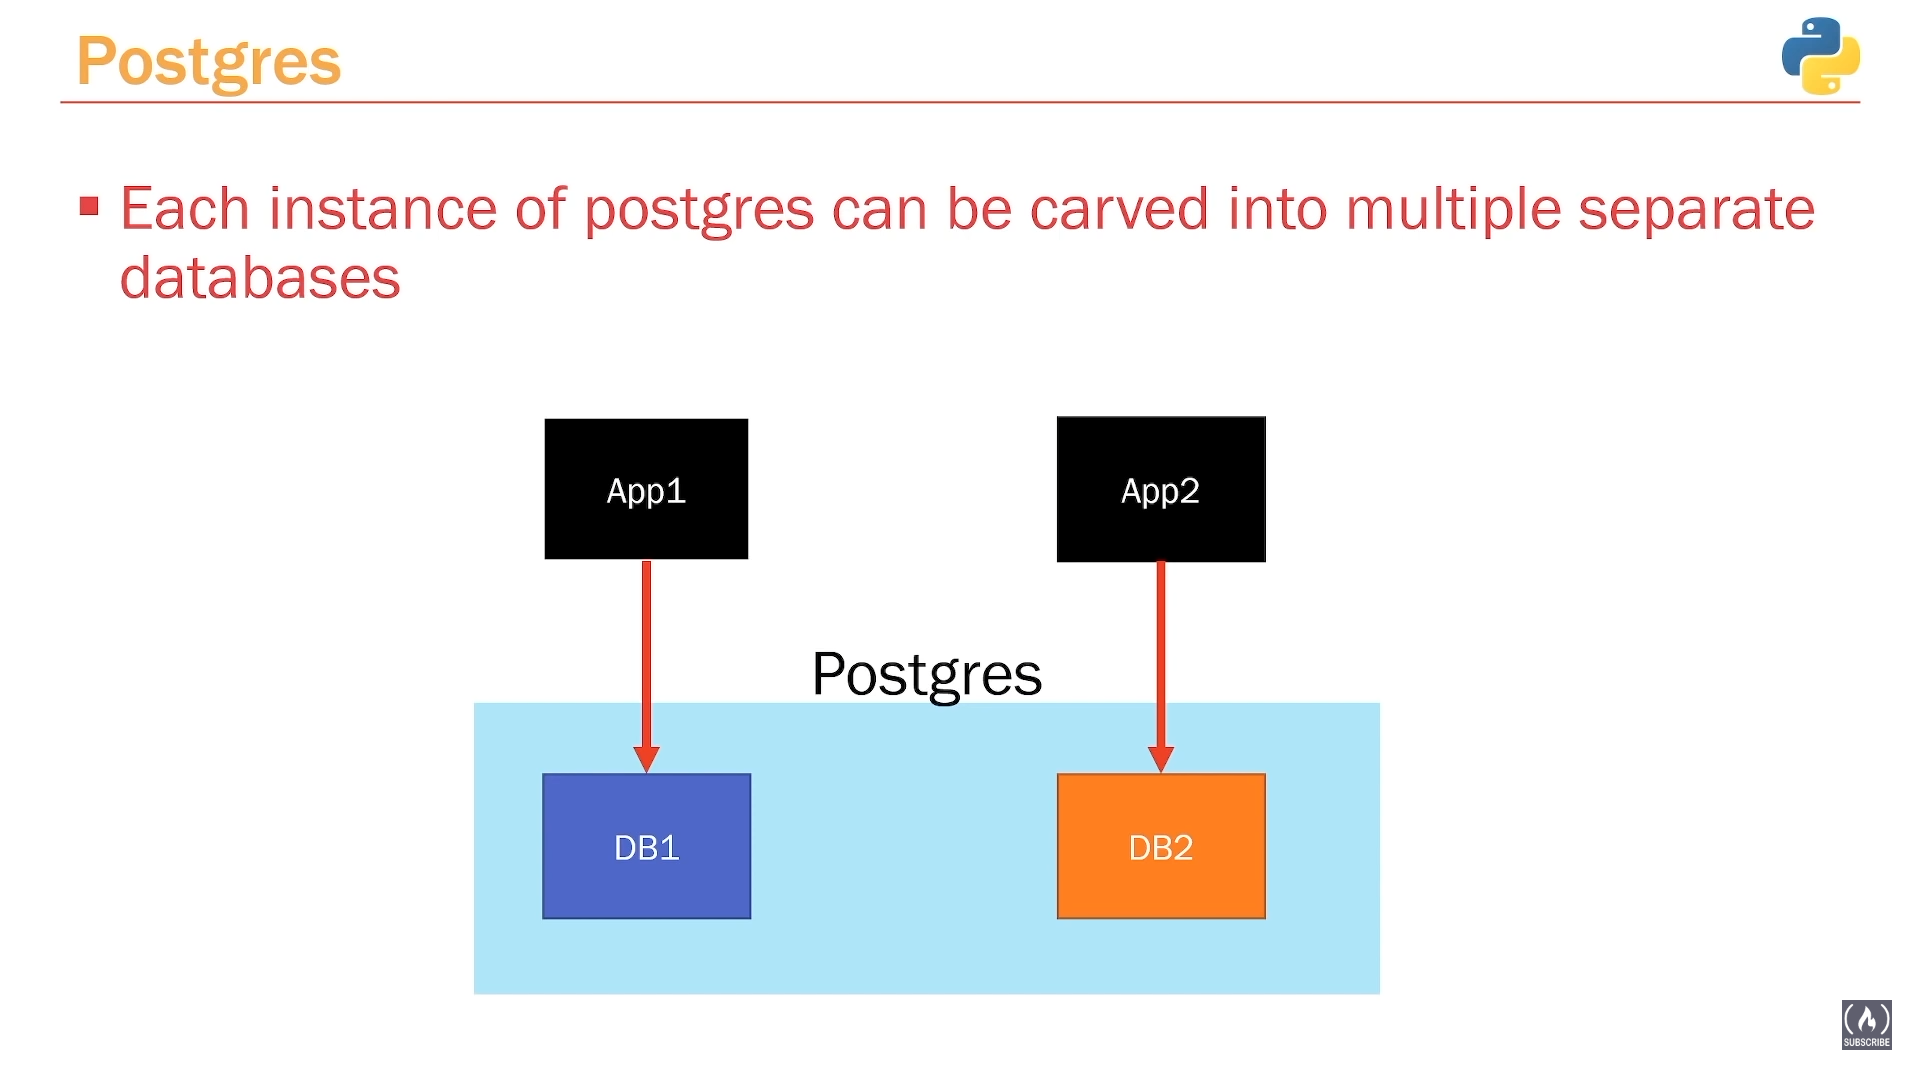 Postgres
Each instance of postgres can be carved into multiple separate
databases
App1
App2
Postgres
DB1
DB2
SUBSCRIBE